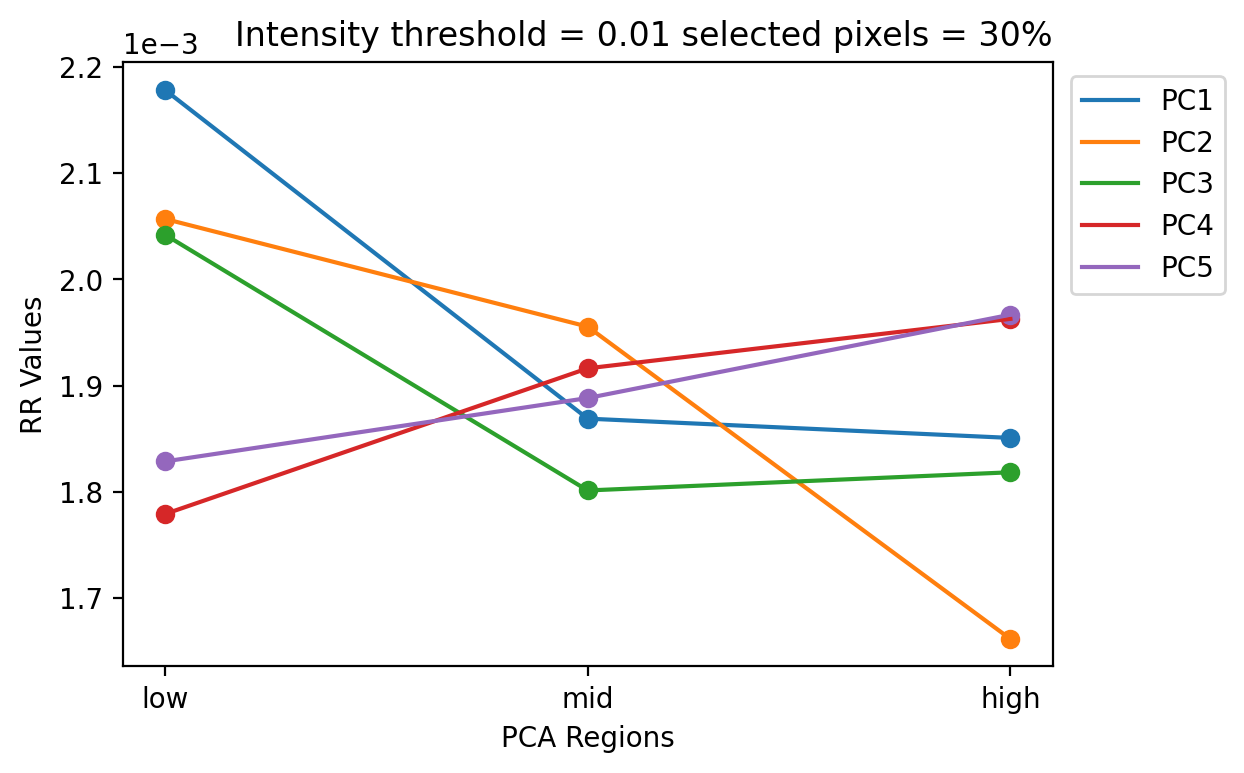 Intensity threshold = 0.01 selected pixels = 30%
1e−3
2.2
2.1
2.0
1.9
1.8
1.7
RR Values
low
mid
high
PCA Regions
PC1
PC2
PC3
PC4
PC5